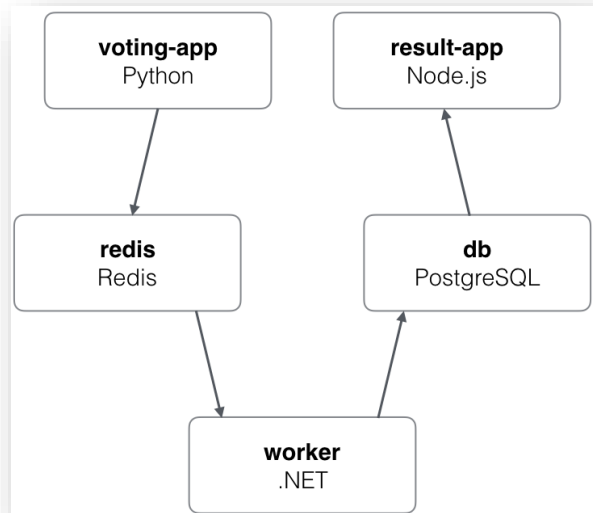 voting-app
Python
result-app
Node.js
redis
Redis
db
PostgreSQL
worker
.NET